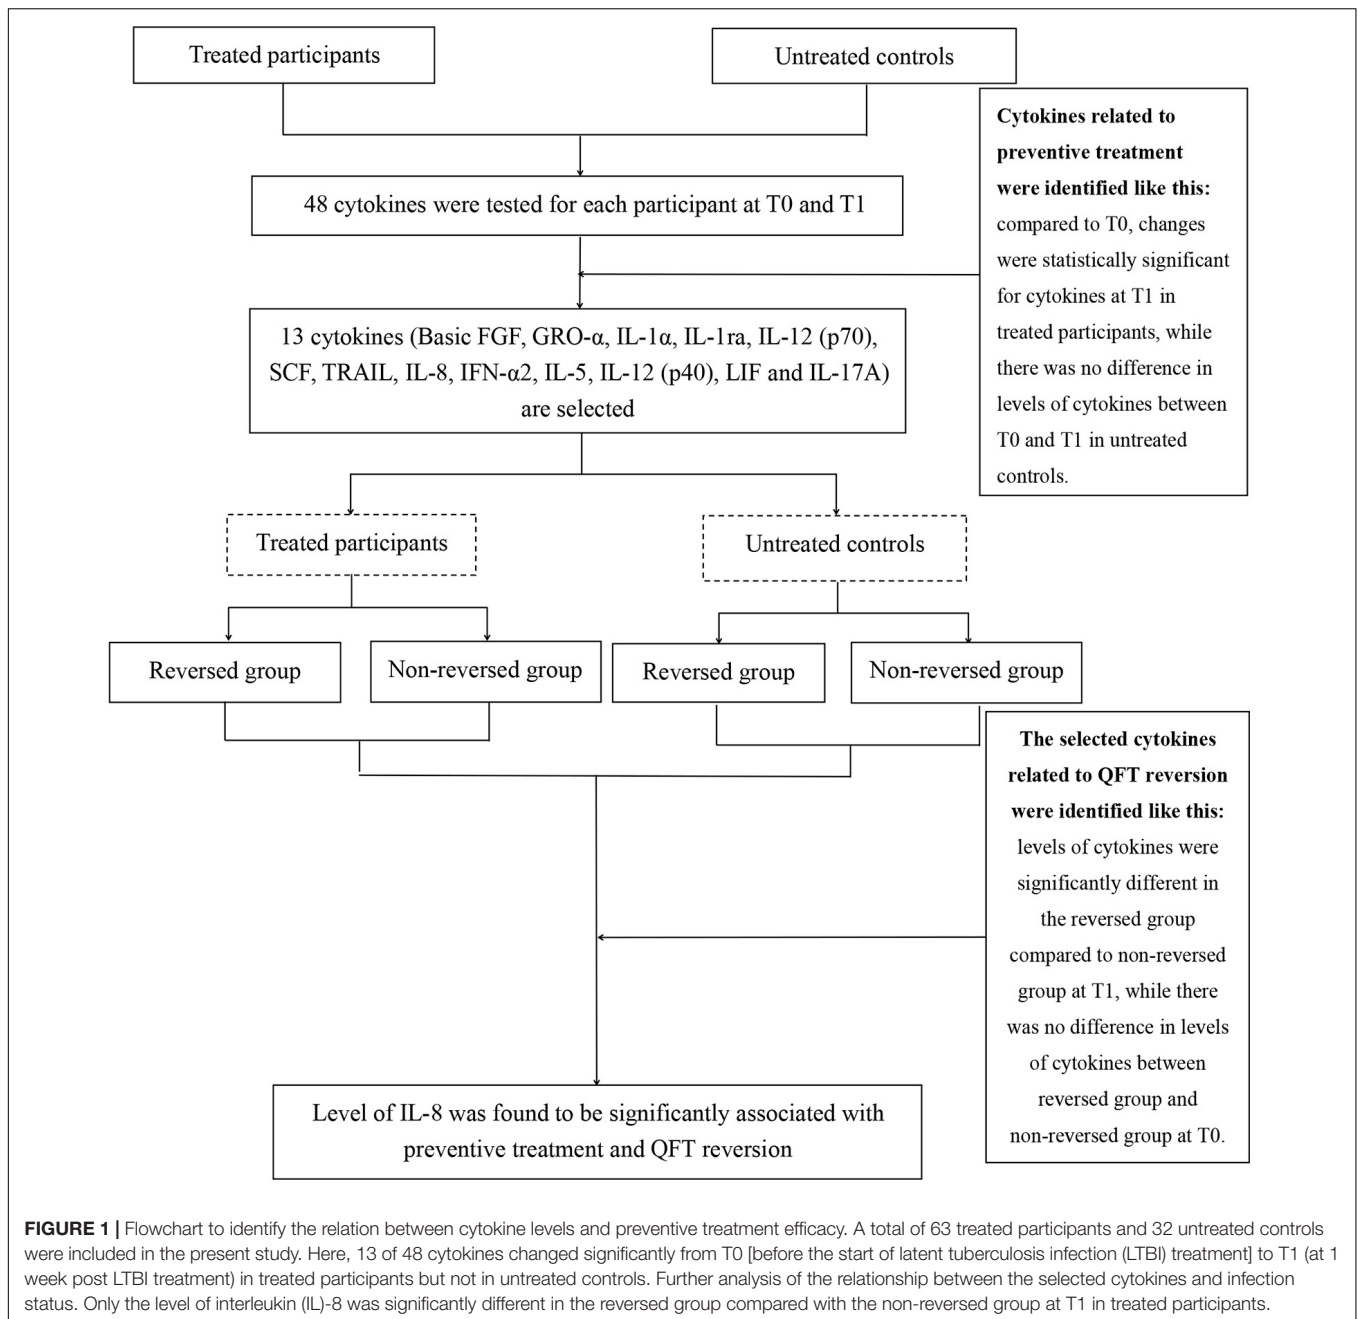 Treated participants
Untreated controls
Cytokines related to
preventive treatment
were identified like this:
compared to T0, changes
were statistically significant
for cytokines at T1 in
treated participants, while
there was no difference in
levels of cytokines between
T0 and T1 in untreated
controls.
48 cytokines were tested for each participant at T0 and T1
13 cytokines (Basic FGF, GRO-α, IL-1α, IL-1ra, IL-12 (p70),
SCF, TRAIL, IL-8, IFN-α2, IL-5, IL-12 (p40), LIF and IL-17A)
are selected
Treated participants
Untreated controls
Reversed group
Non-reversed group
Reversed group
Non-reversed group
The selected cytokines
related to QFT reversion
were identified like this:
levels of cytokines were
significantly different in
the reversed group
compared to non-reversed
group at T1, while there
was no difference in levels
of cytokines between
reversed group and
non-reversed group at T0.
Level of IL-8 was found to be significantly associated with
preventive treatment and QFT reversion
FIGURE 1 | Flowchart to identify the relation between cytokine levels and preventive treatment efficacy. A total of 63 treated participants and 32 untreated controls
were included in the present study. Here, 13 of 48 cytokines changed significantly from T0 [before the start of latent tuberculosis infection (LTBI) treatment] to T1 (at 1
week post LTBI treatment) in treated participants but not in untreated controls. Further analysis of the relationship between the selected cytokines and infection
status. Only the level of interleukin (IL)-8 was significantly different in the reversed group compared with the non-reversed group at T1 in treated participants.